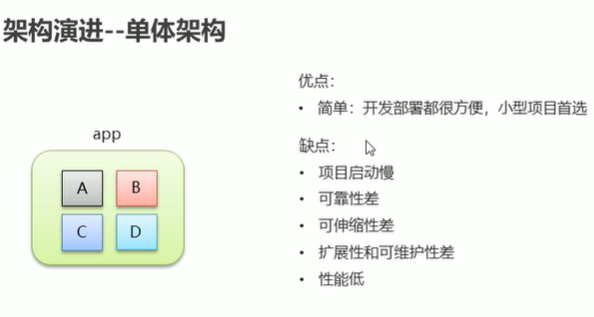 架构演进--单体架构
优点：
• 简单：开发部署都很方便，小型项目首选
缺点：
• 项目启动慢
• 可靠性差
• 可伸缩性差
• 扩展性和可维护性差
• 性能低
app
A B
C D